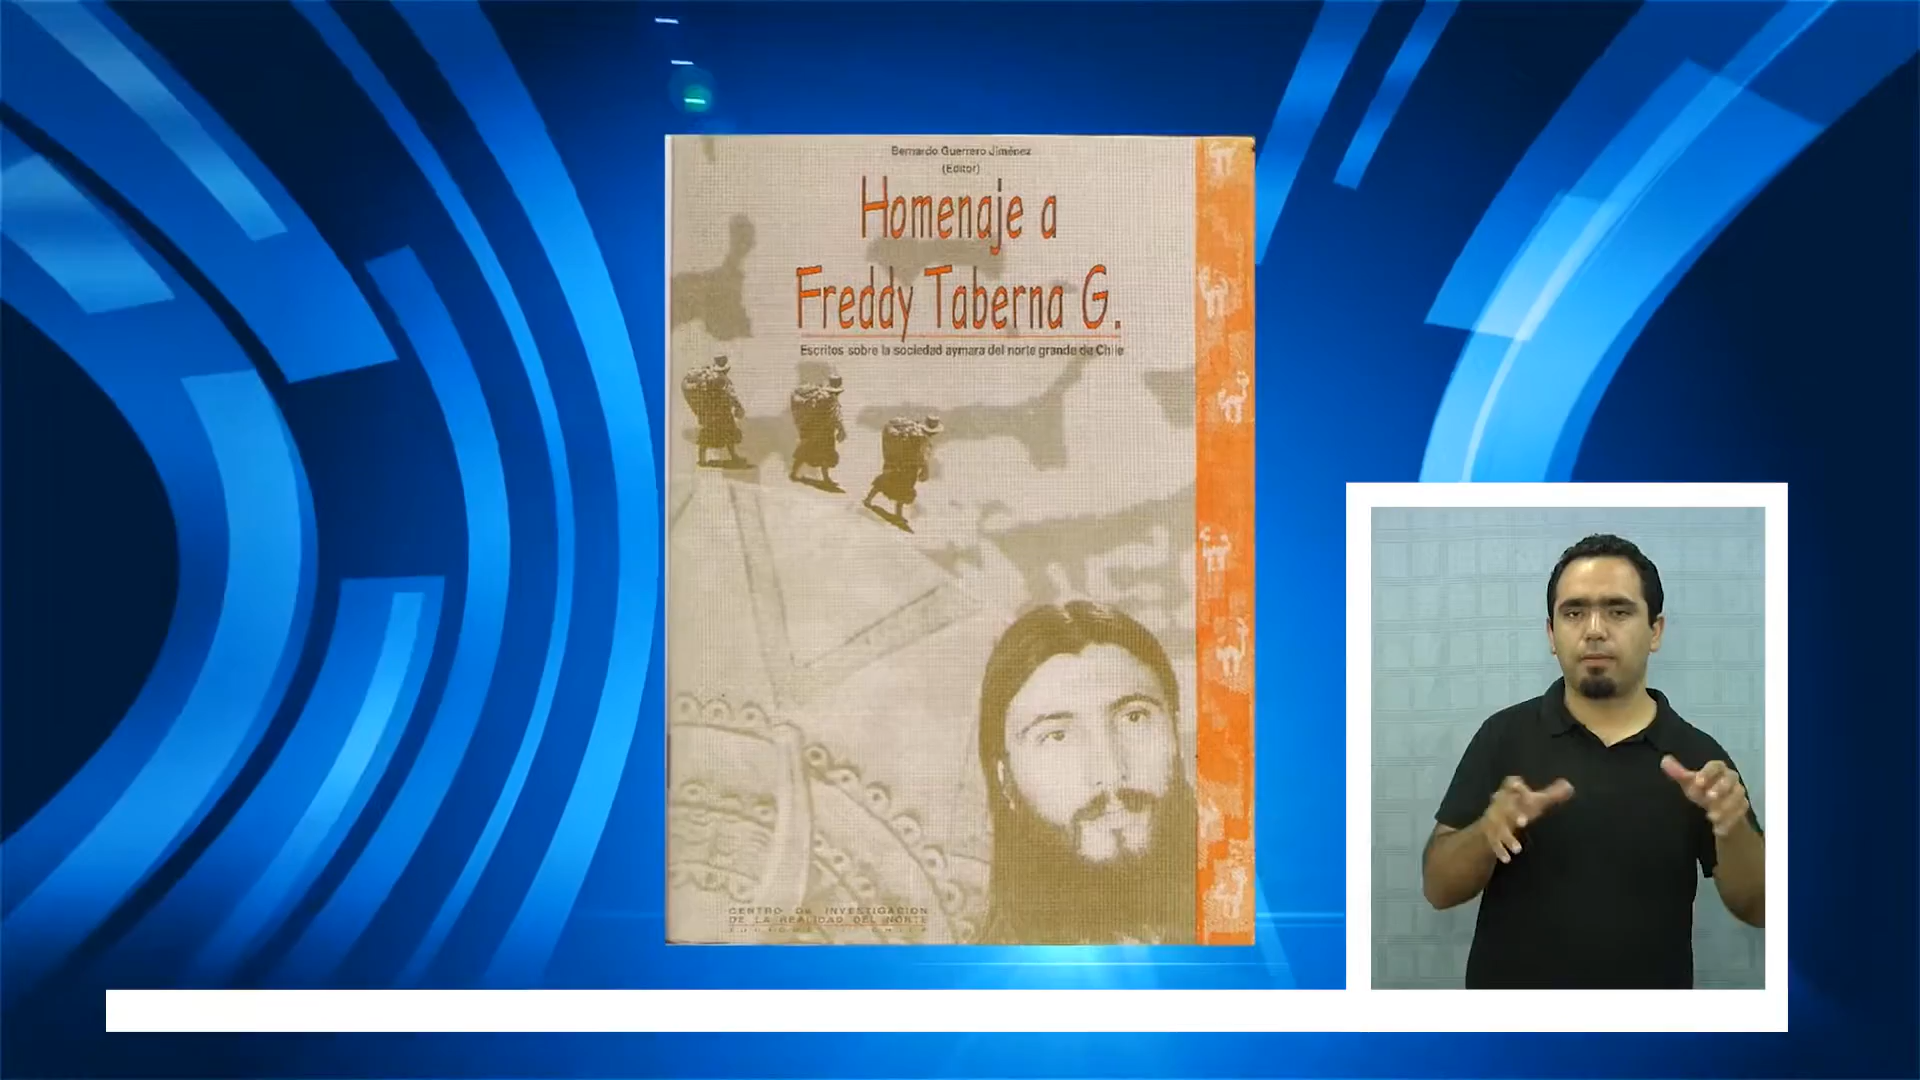 Bernardo Guerrero Jiménez
(Editor)
Homenaje a
Freddy Taberna G.
Escritos sobre la sociedad aymara del norte grande de Chile
CENTRO DE INVESTIGACION
DE LA REALIDAD DEL NORTE